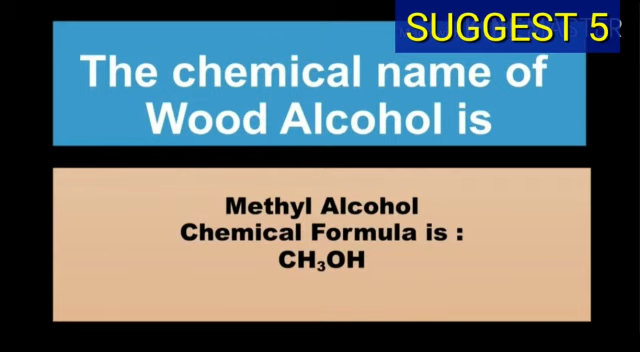 SUGGEST 5
The chemical name of
Wood Alcohol is
Methyl Alcohol
Chemical Formula is :
CH₃OH